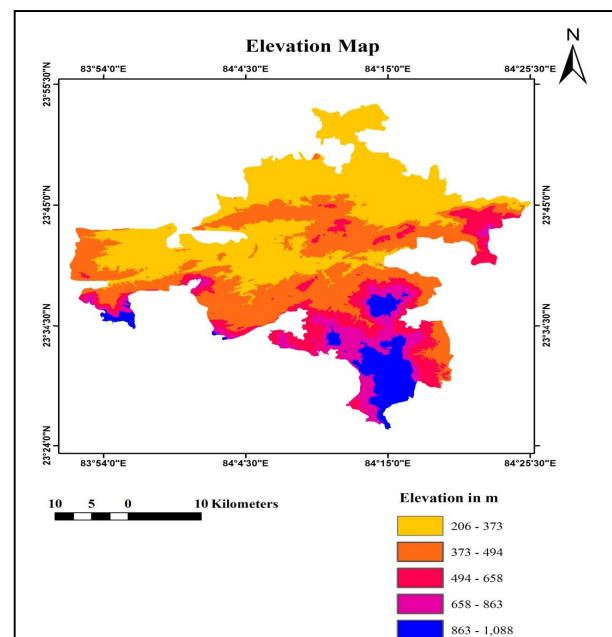 N
Elevation Map
83°54'0"E 84°4'30"E 84°15'0"E 84°25'30"E
23°55'30"N 23°55'30"N
23°45'0"N 23°45'0"N
23°34'30"N 23°34'30"N
23°24'0"N 23°24'0"N
83°54'0"E 84°4'30"E 84°15'0"E 84°25'30"E
10 5 0 10 Kilometers
Elevation in m
206 - 373
373 - 494
494 - 658
658 - 863
863 - 1,088